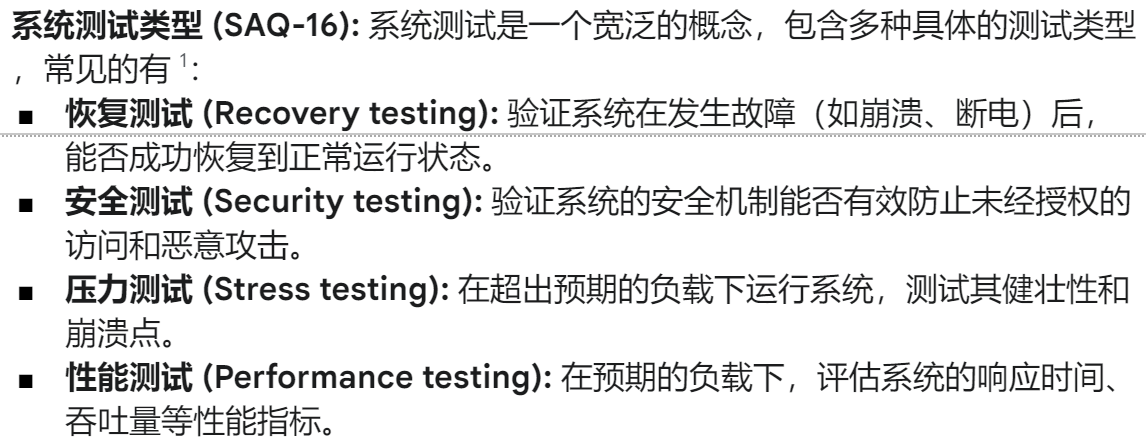 系统测试类型 (SAQ-16): 系统测试是一个宽泛的概念，包含多种具体的测试类型
，常见的有 1:
■ 恢复测试 (Recovery testing): 验证系统在发生故障（如崩溃、断电）后，
能否成功恢复到正常运行状态。
■ 安全测试 (Security testing): 验证系统的安全机制能否有效防止未经授权的
访问和恶意攻击。
■ 压力测试 (Stress testing): 在超出预期的负载下运行系统，测试其健壮性和
崩溃点。
■ 性能测试 (Performance testing): 在预期的负载下，评估系统的响应时间、
吞吐量等性能指标。